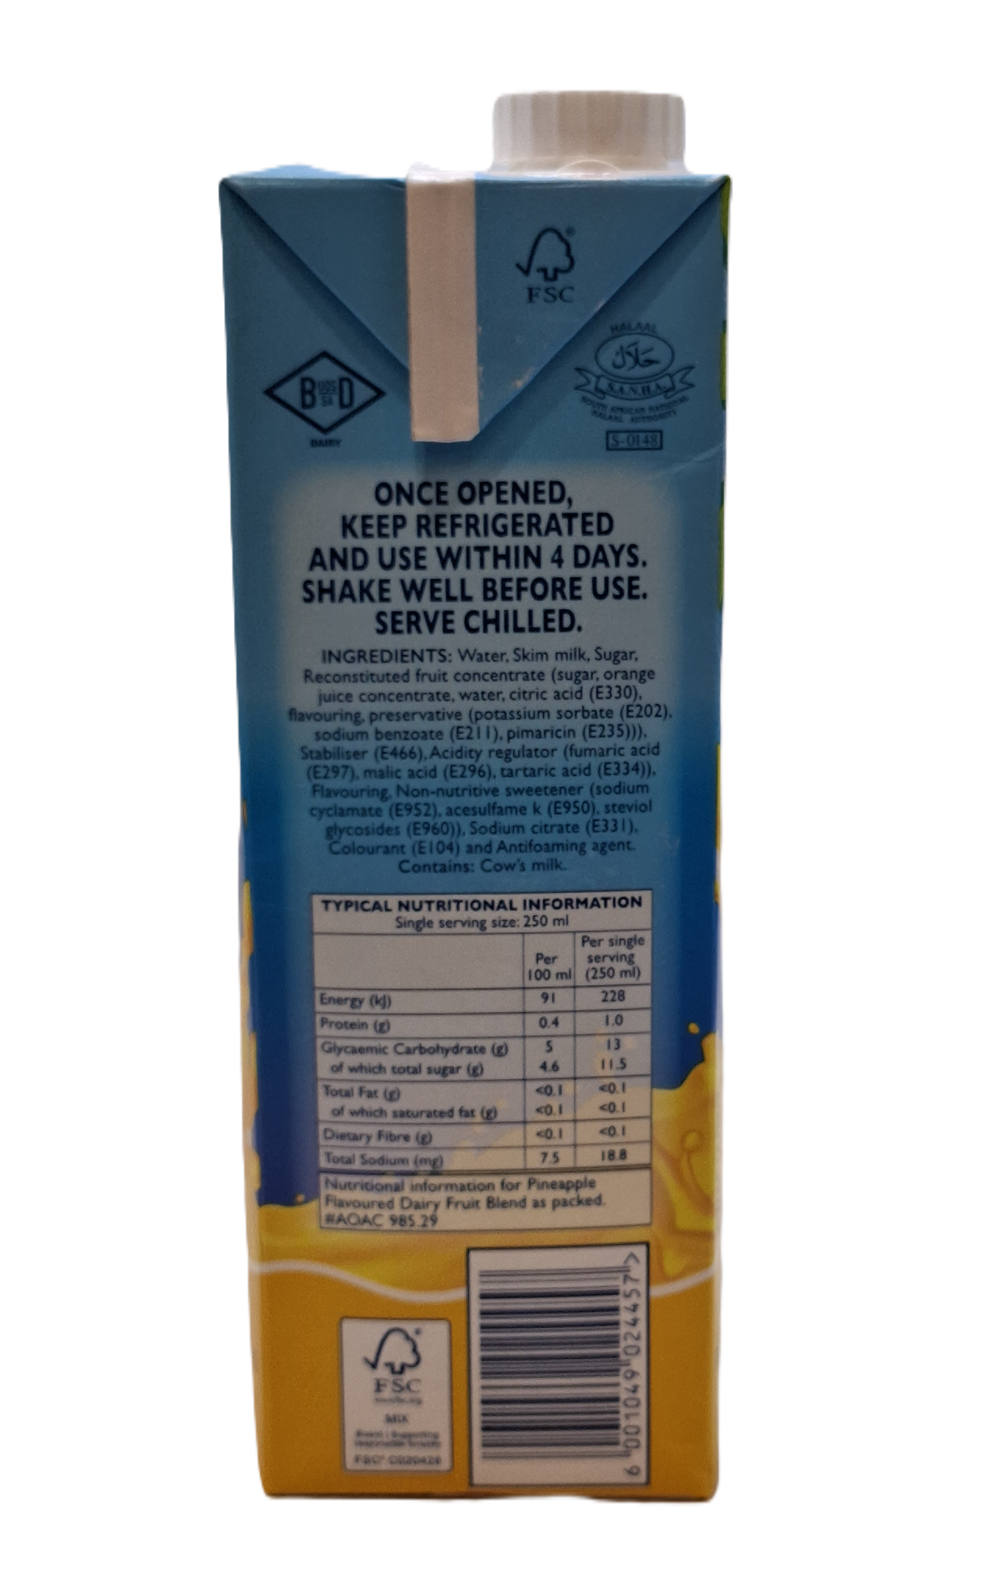 FSC
HALAAL
حلال
S.A.N.H.A.
SOUTH AFRICAN NATIONAL
HALAAL AUTHORITY
S-0148
B D
SA
DAIRY
ONCE OPENED,
KEEP REFRIGERATED
AND USE WITHIN 4 DAYS.
SHAKE WELL BEFORE USE.
SERVE CHILLED.
INGREDIENTS: Water, Skim milk, Sugar,
Reconstituted fruit concentrate (sugar, orange
juice concentrate, water, citric acid (E330),
flavouring, preservative (potassium sorbate (E202),
sodium benzoate (E211), pimaricin (E235))),
Stabiliser (E466), Acidity regulator (fumaric acid
(E297), malic acid (E296), tartaric acid (E334)),
Flavouring, Non-nutritive sweetener (sodium
cyclamate (E952), acesulfame k (E950), steviol
glycosides (E960)), Sodium citrate (E331),
Colourant (E104) and Antifoaming agent.
Contains: Cow's milk.
TYPICAL NUTRITIONAL INFORMATION
Single serving size: 250 ml
Per 100 ml Per single serving (250 ml)
Energy (kJ) 91 228
Protein (g) 0.4 1.0
Glycaemic Carbohydrate (g) 5 13
of which total sugar (g) 4.6 11.5
Total Fat (g) <0.1 <0.1
of which saturated fat (g) <0.1 <0.1
Dietary Fibre (g) <0.1 <0.1
Total Sodium (mg) 7.5 18.8
Nutritional information for Pineapple
Flavoured Dairy Fruit Blend as packed.
#AOAC 985.29
6 001049 024457 >
FSC
MIX
Board | Supporting
responsible forestry